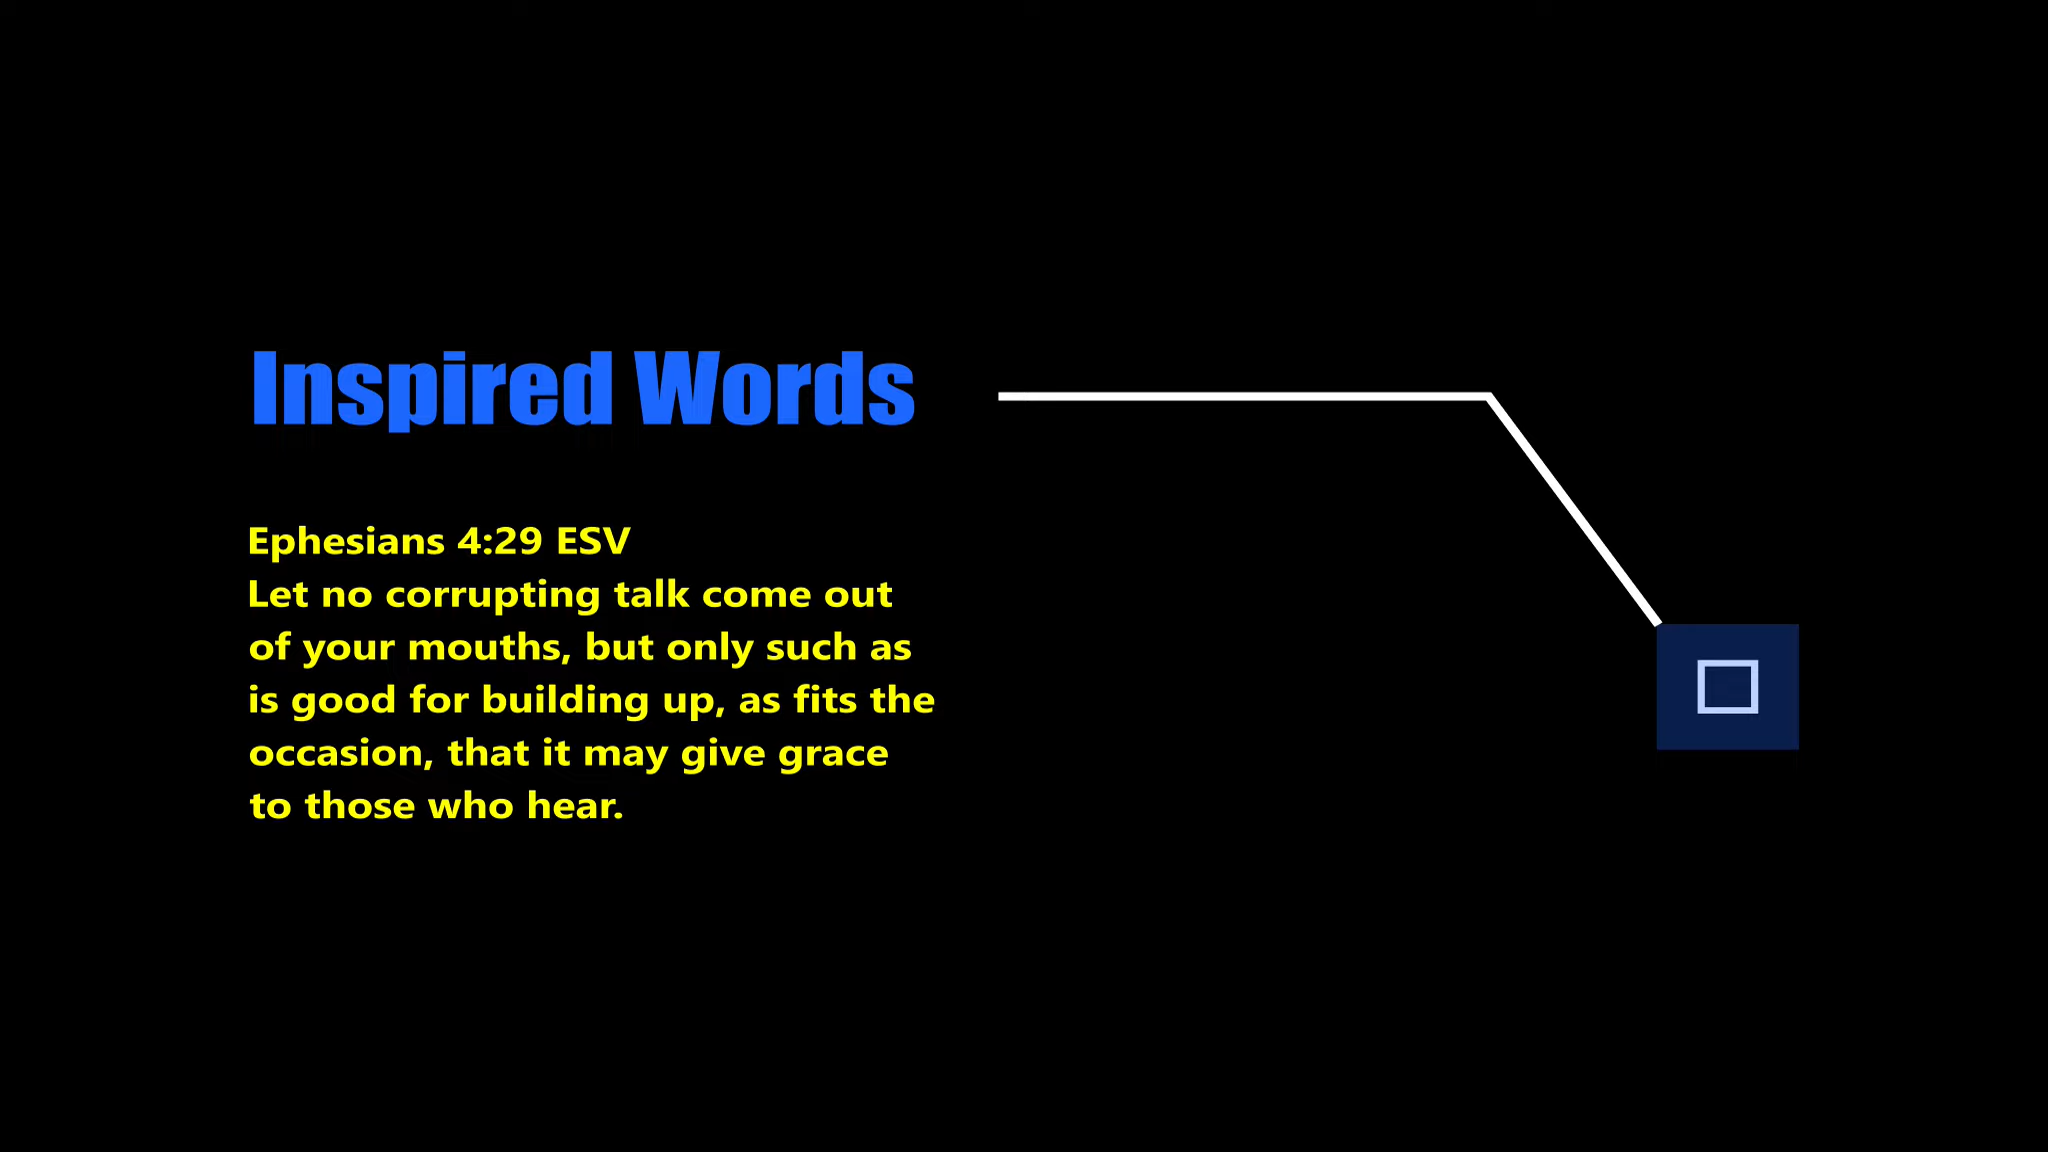 Inspired Words
Ephesians 4:29 ESV
Let no corrupting talk come out
of your mouths, but only such as
is good for building up, as fits the
occasion, that it may give grace
to those who hear.